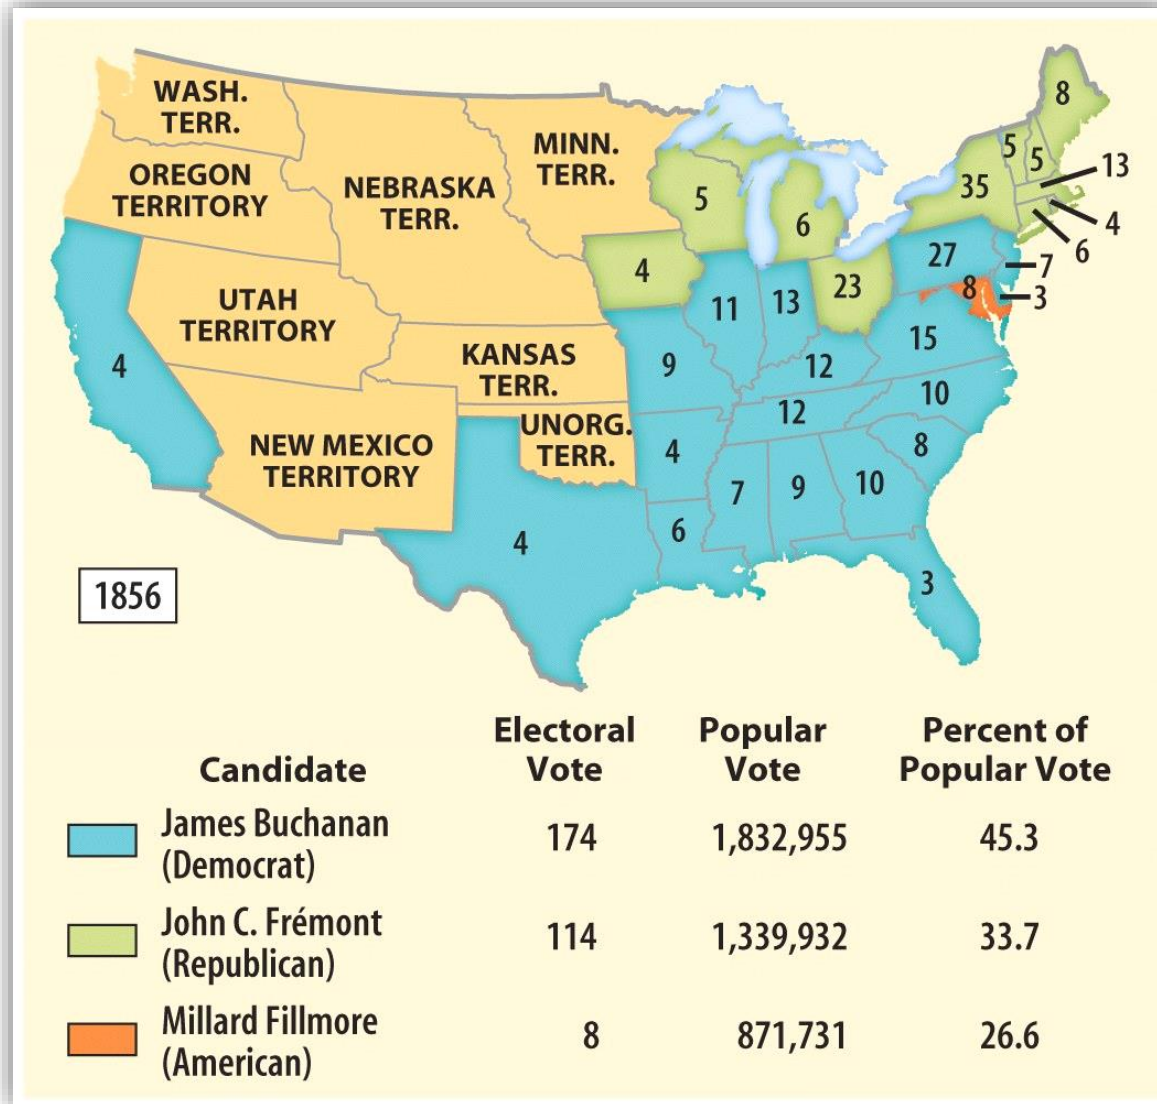 WASH.
TERR.
OREGON
TERRITORY
NEBRASKA
TERR.
MINN.
TERR.
UTAH
TERRITORY
KANSAS
TERR.
UNORG.
TERR.
NEW MEXICO
TERRITORY
8
5
5
13
35
4
6
5
6
4
23
27
7
8
3
11
13
15
9
12
10
12
4
8
4
7
9
10
6
4
3
1856
Candidate Electoral Vote Popular Vote Percent of Popular Vote
James Buchanan
(Democrat) 174 1,832,955 45.3
John C. Frémont
(Republican) 114 1,339,932 33.7
Millard Fillmore
(American) 8 871,731 26.6